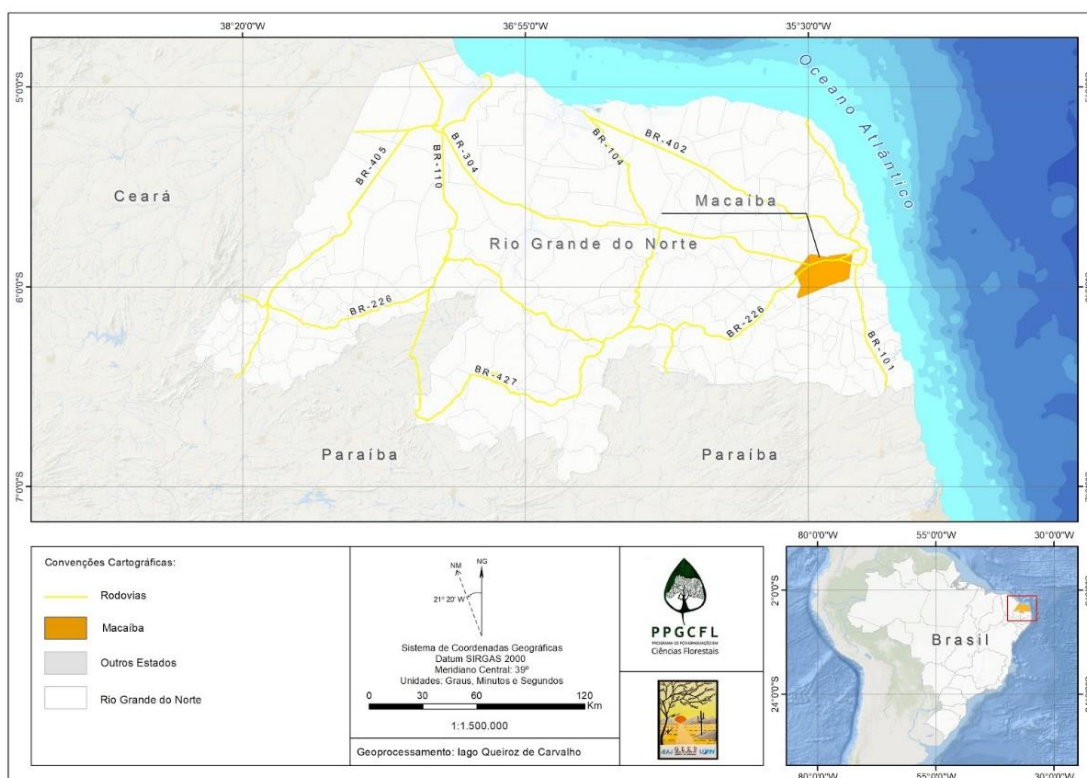 38°20'0"W
36°55'0"W
35°30'0"W
5°0'0"S
6°0'0"S
7°0'0"S
Oceano Atlântico
BR-402
BR-104
BR-304
BR-110
BR-405
Ceará
Macaíba
Rio Grande do Norte
BR-226
BR-226
BR-101
BR-427
Paraíba
Paraíba
Convenções Cartográficas:
Rodovias
Macaíba
Outros Estados
Rio Grande do Norte
NM
NG
21° 20' W
Sistema de Coordenadas Geográficas
Datum SIRGAS 2000
Meridiano Central: 39º
Unidades: Graus, Minutos e Segundos
0 30 60 120
Km
1:1.500.000
Geoprocessamento: Iago Queiroz de Carvalho
PPGCFL
PROGRAMA DE PÓS-GRADUAÇÃO EM
Ciências Florestais
UFRN
80°0'0"W
55°0'0"W
30°0'0"W
2°0'0"S
24°0'0"S
Brasil
80°0'0"W
55°0'0"W
30°0'0"W